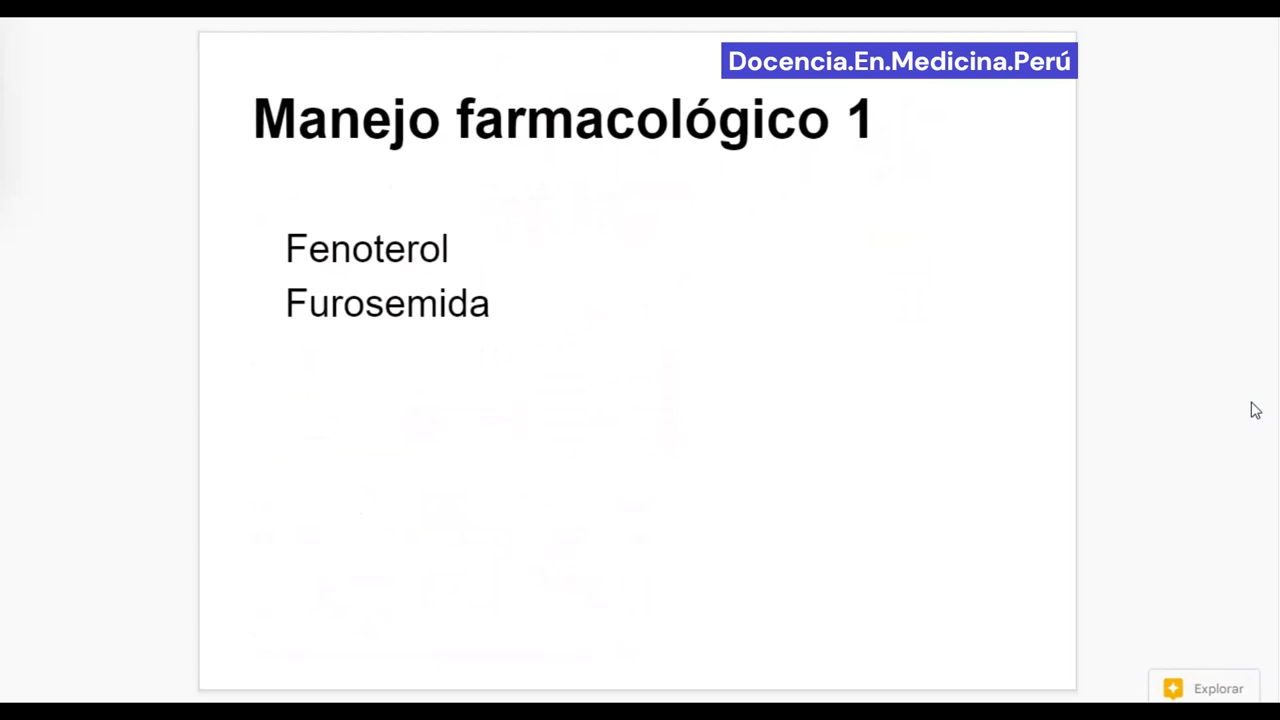 Docencia.En.Medicina.Perú
Manejo farmacológico 1
Fenoterol
Furosemida
Explorar